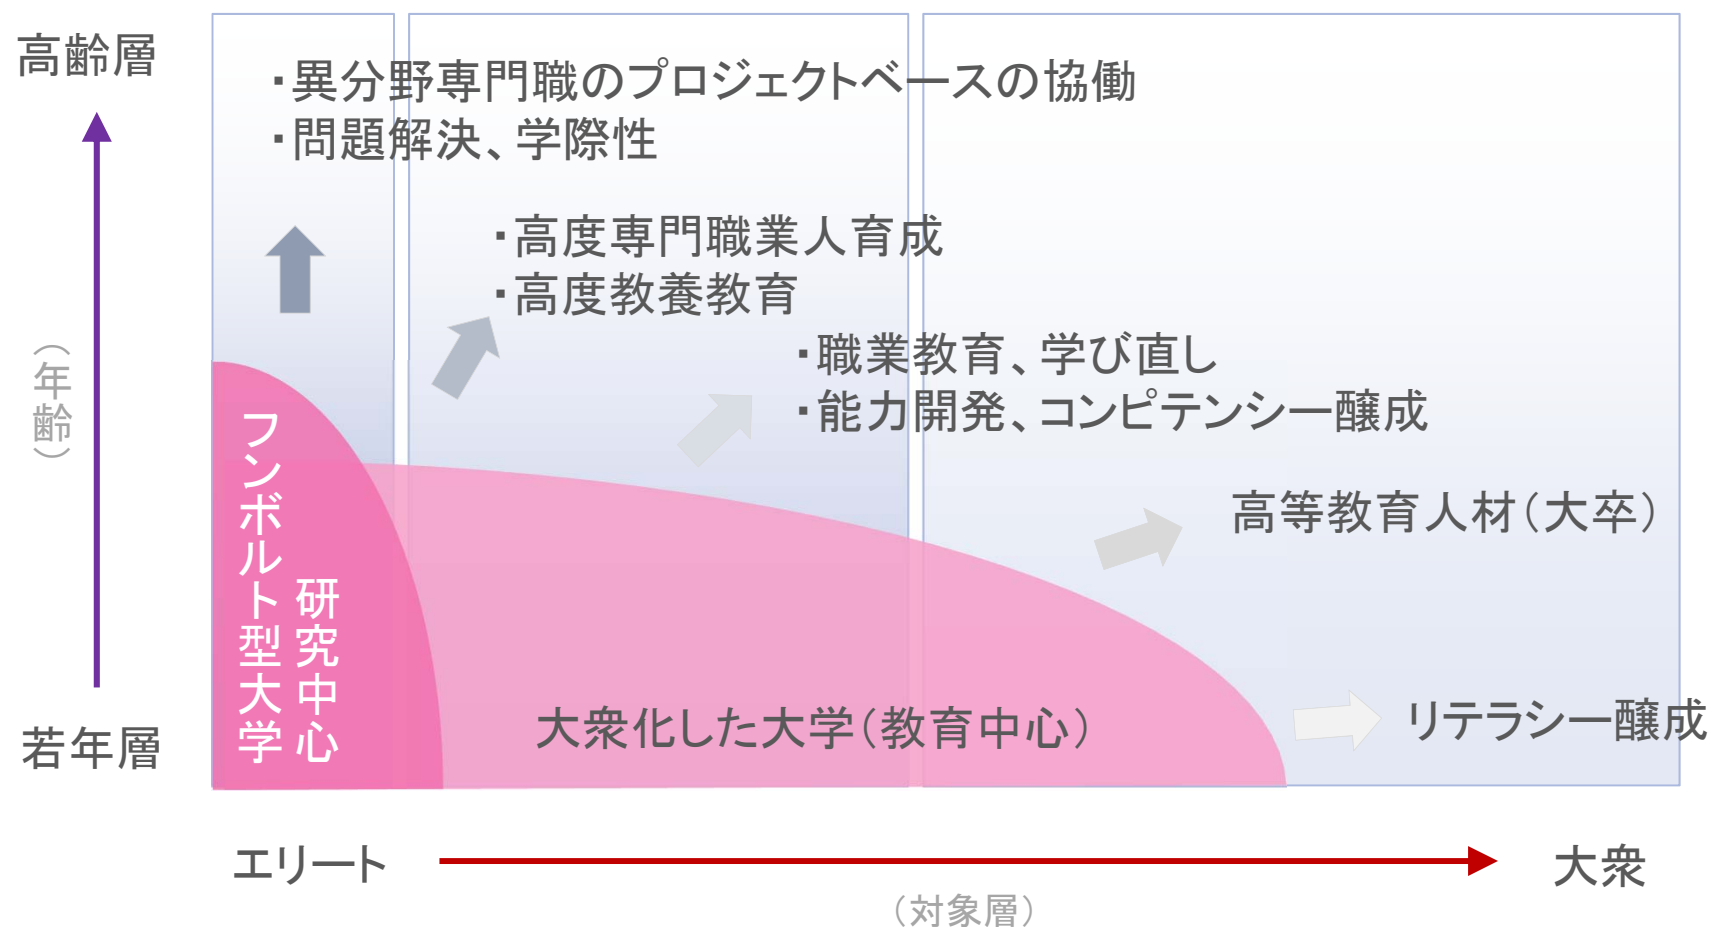 高齢層
・異分野専門職のプロジェクトベースの協働
・問題解決、学際性
・高度専門職業人育成
・高度教養教育
・職業教育、学び直し
・能力開発、コンピテンシー醸成
（年齢）
フンボルト型大学
研究中心
高等教育人材（大卒）
大衆化した大学（教育中心）
リテラシー醸成
若年層
エリート
大衆
（対象層）